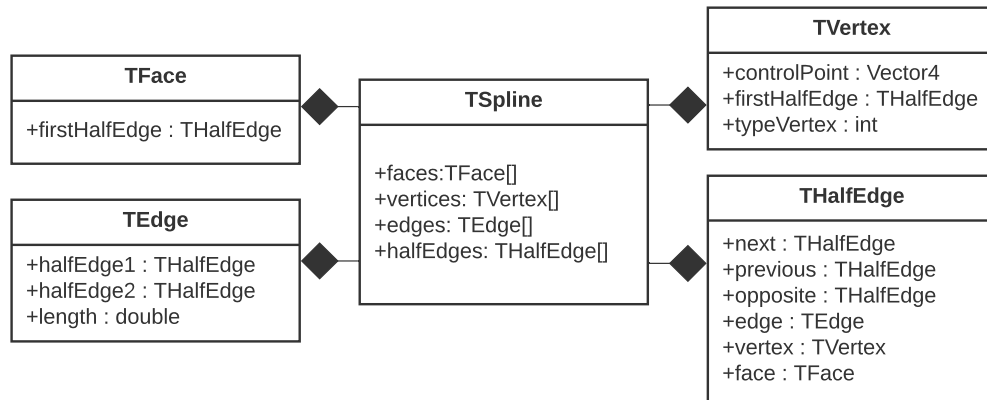 TFace
+firstHalfEdge : THalfEdge
TEdge
+halfEdge1 : THalfEdge
+halfEdge2 : THalfEdge
+length : double
TSpline
+faces:TFace[]
+vertices: TVertex[]
+edges: TEdge[]
+halfEdges: THalfEdge[]
TVertex
+controlPoint : Vector4
+firstHalfEdge : THalfEdge
+typeVertex : int
THalfEdge
+next : THalfEdge
+previous : THalfEdge
+opposite : THalfEdge
+edge : TEdge
+vertex : TVertex
+face : TFace